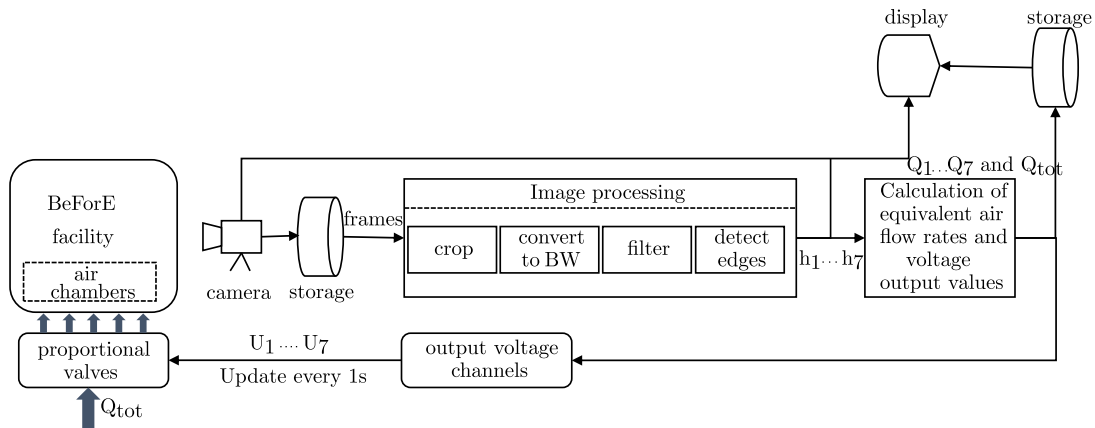 display
storage
Q1...Q7 and Qtot
BeForE
facility
air
chambers
camera
storage
frames
Image processing
crop
convert
to BW
filter
detect
edges
h1...h7
Calculation of
equivalent air
flow rates and
voltage
output values
proportional
valves
U1....U7
Update every 1s
output voltage
channels
Qtot